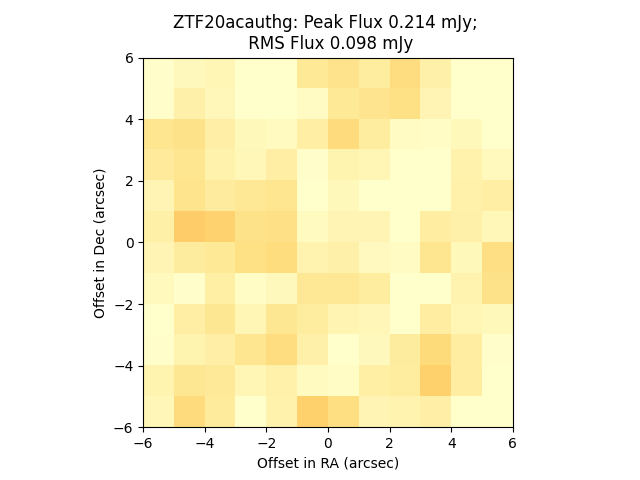 ZTF20acauthg: Peak Flux 0.214 mJy;
RMS Flux 0.098 mJy
6
4
2
0
−2
−4
−6
Offset in Dec (arcsec)
−6 −4 −2 0 2 4 6
Offset in RA (arcsec)